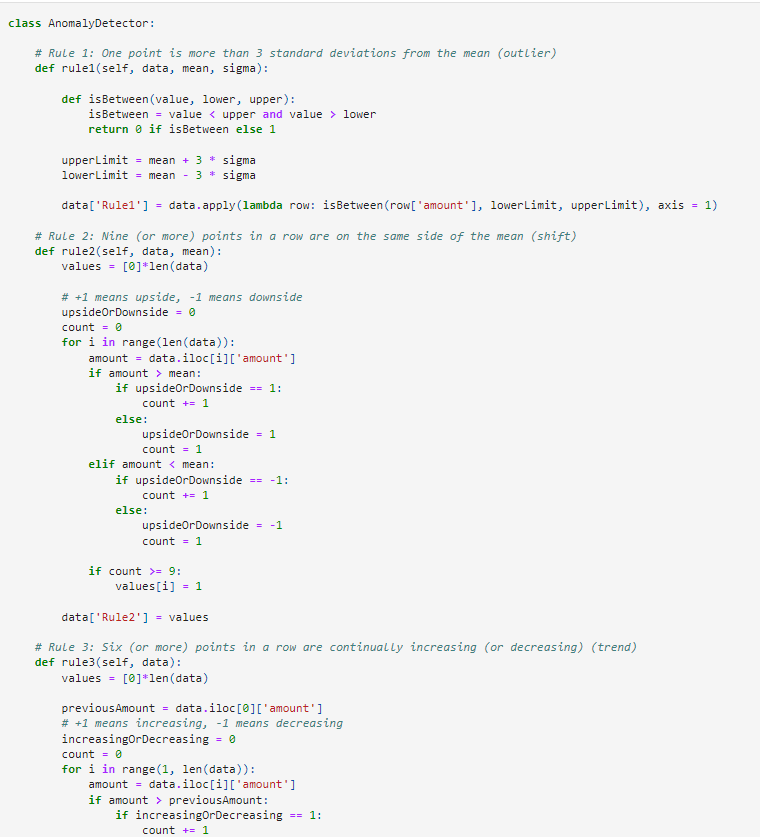 class AnomalyDetector:
# Rule 1: One point is more than 3 standard deviations from the mean (outlier)
def rule1(self, data, mean, sigma):
def isBetween(value, lower, upper):
isBetween = value < upper and value > lower
return 0 if isBetween else 1
upperLimit = mean + 3 * sigma
lowerLimit = mean - 3 * sigma
data['Rule1'] = data.apply(lambda row: isBetween(row['amount'], lowerLimit, upperLimit), axis = 1)
# Rule 2: Nine (or more) points in a row are on the same side of the mean (shift)
def rule2(self, data, mean):
values = [0]*len(data)
# +1 means upside, -1 means downside
upsideOrDownside = 0
count = 0
for i in range(len(data)):
amount = data.iloc[i]['amount']
if amount > mean:
if upsideOrDownside == 1:
count += 1
else:
upsideOrDownside = 1
count = 1
elif amount < mean:
if upsideOrDownside == -1:
count += 1
else:
upsideOrDownside = -1
count = 1
if count >= 9:
values[i] = 1
data['Rule2'] = values
# Rule 3: Six (or more) points in a row are continually increasing (or decreasing) (trend)
def rule3(self, data):
values = [0]*len(data)
previousAmount = data.iloc[0]['amount']
# +1 means increasing, -1 means decreasing
increasingOrDecreasing = 0
count = 0
for i in range(1, len(data)):
amount = data.iloc[i]['amount']
if amount > previousAmount:
if increasingOrDecreasing == 1:
count += 1